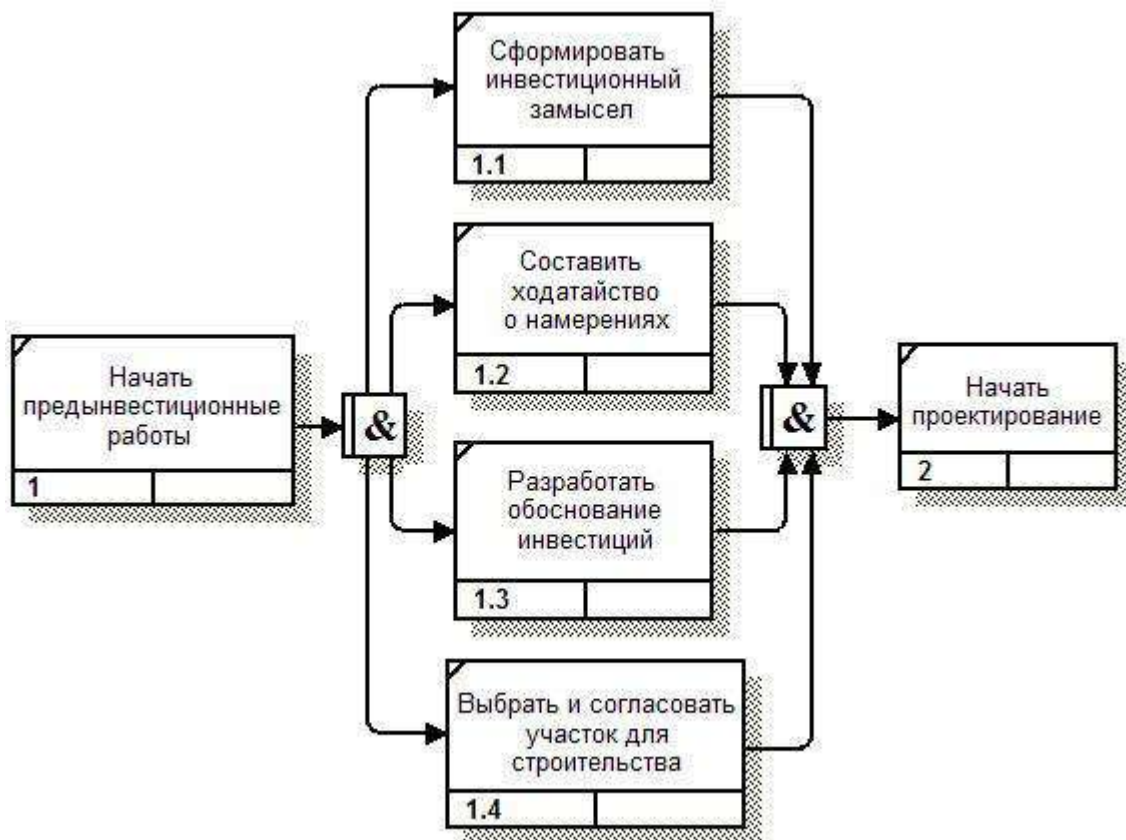 Сформировать
инвестиционный
замысел
1.1
Составить
ходатайство
о намерениях
1.2
Начать
предынвестиционные
работы
1
&
&
Начать
проектирование
2
Разработать
обоснование
инвестиций
1.3
Выбрать и согласовать
участок для
строительства
1.4